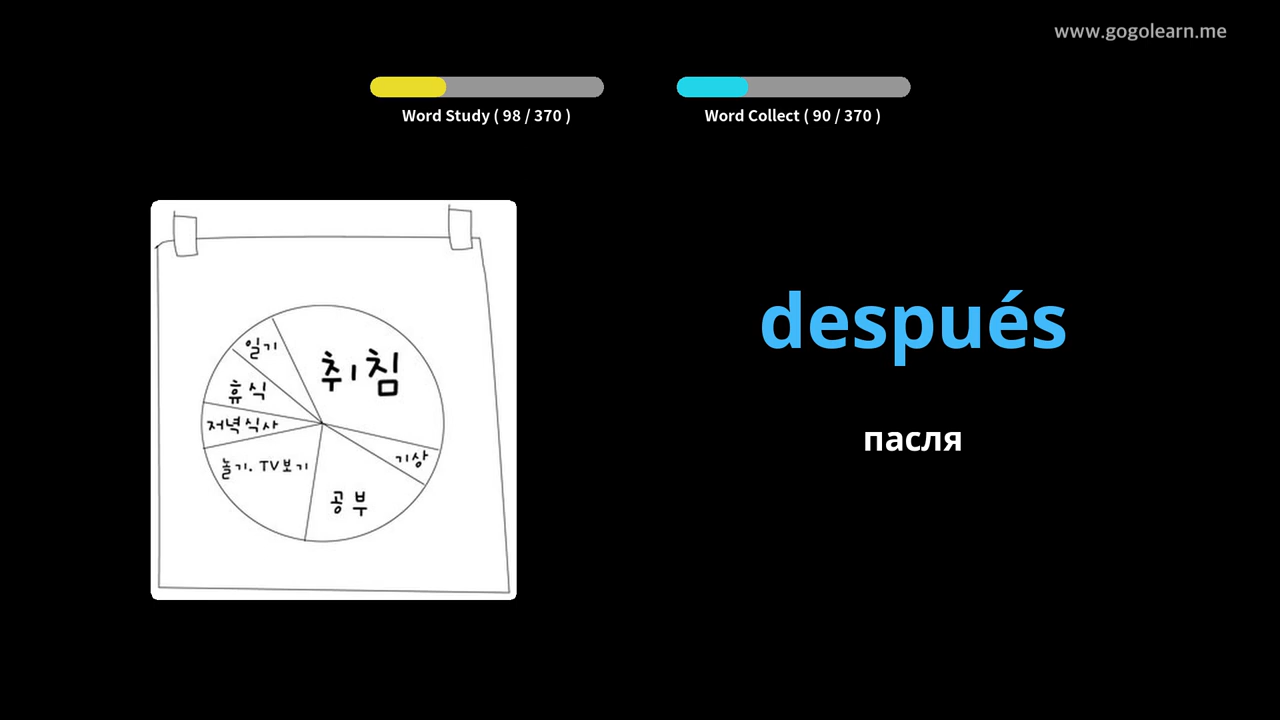 www.gogolearn.me
Word Study ( 98 / 370 )
Word Collect ( 90 / 370 )
일기
취침
휴식
저녁식사
놀기. TV보기
기상
공부
después
пасля